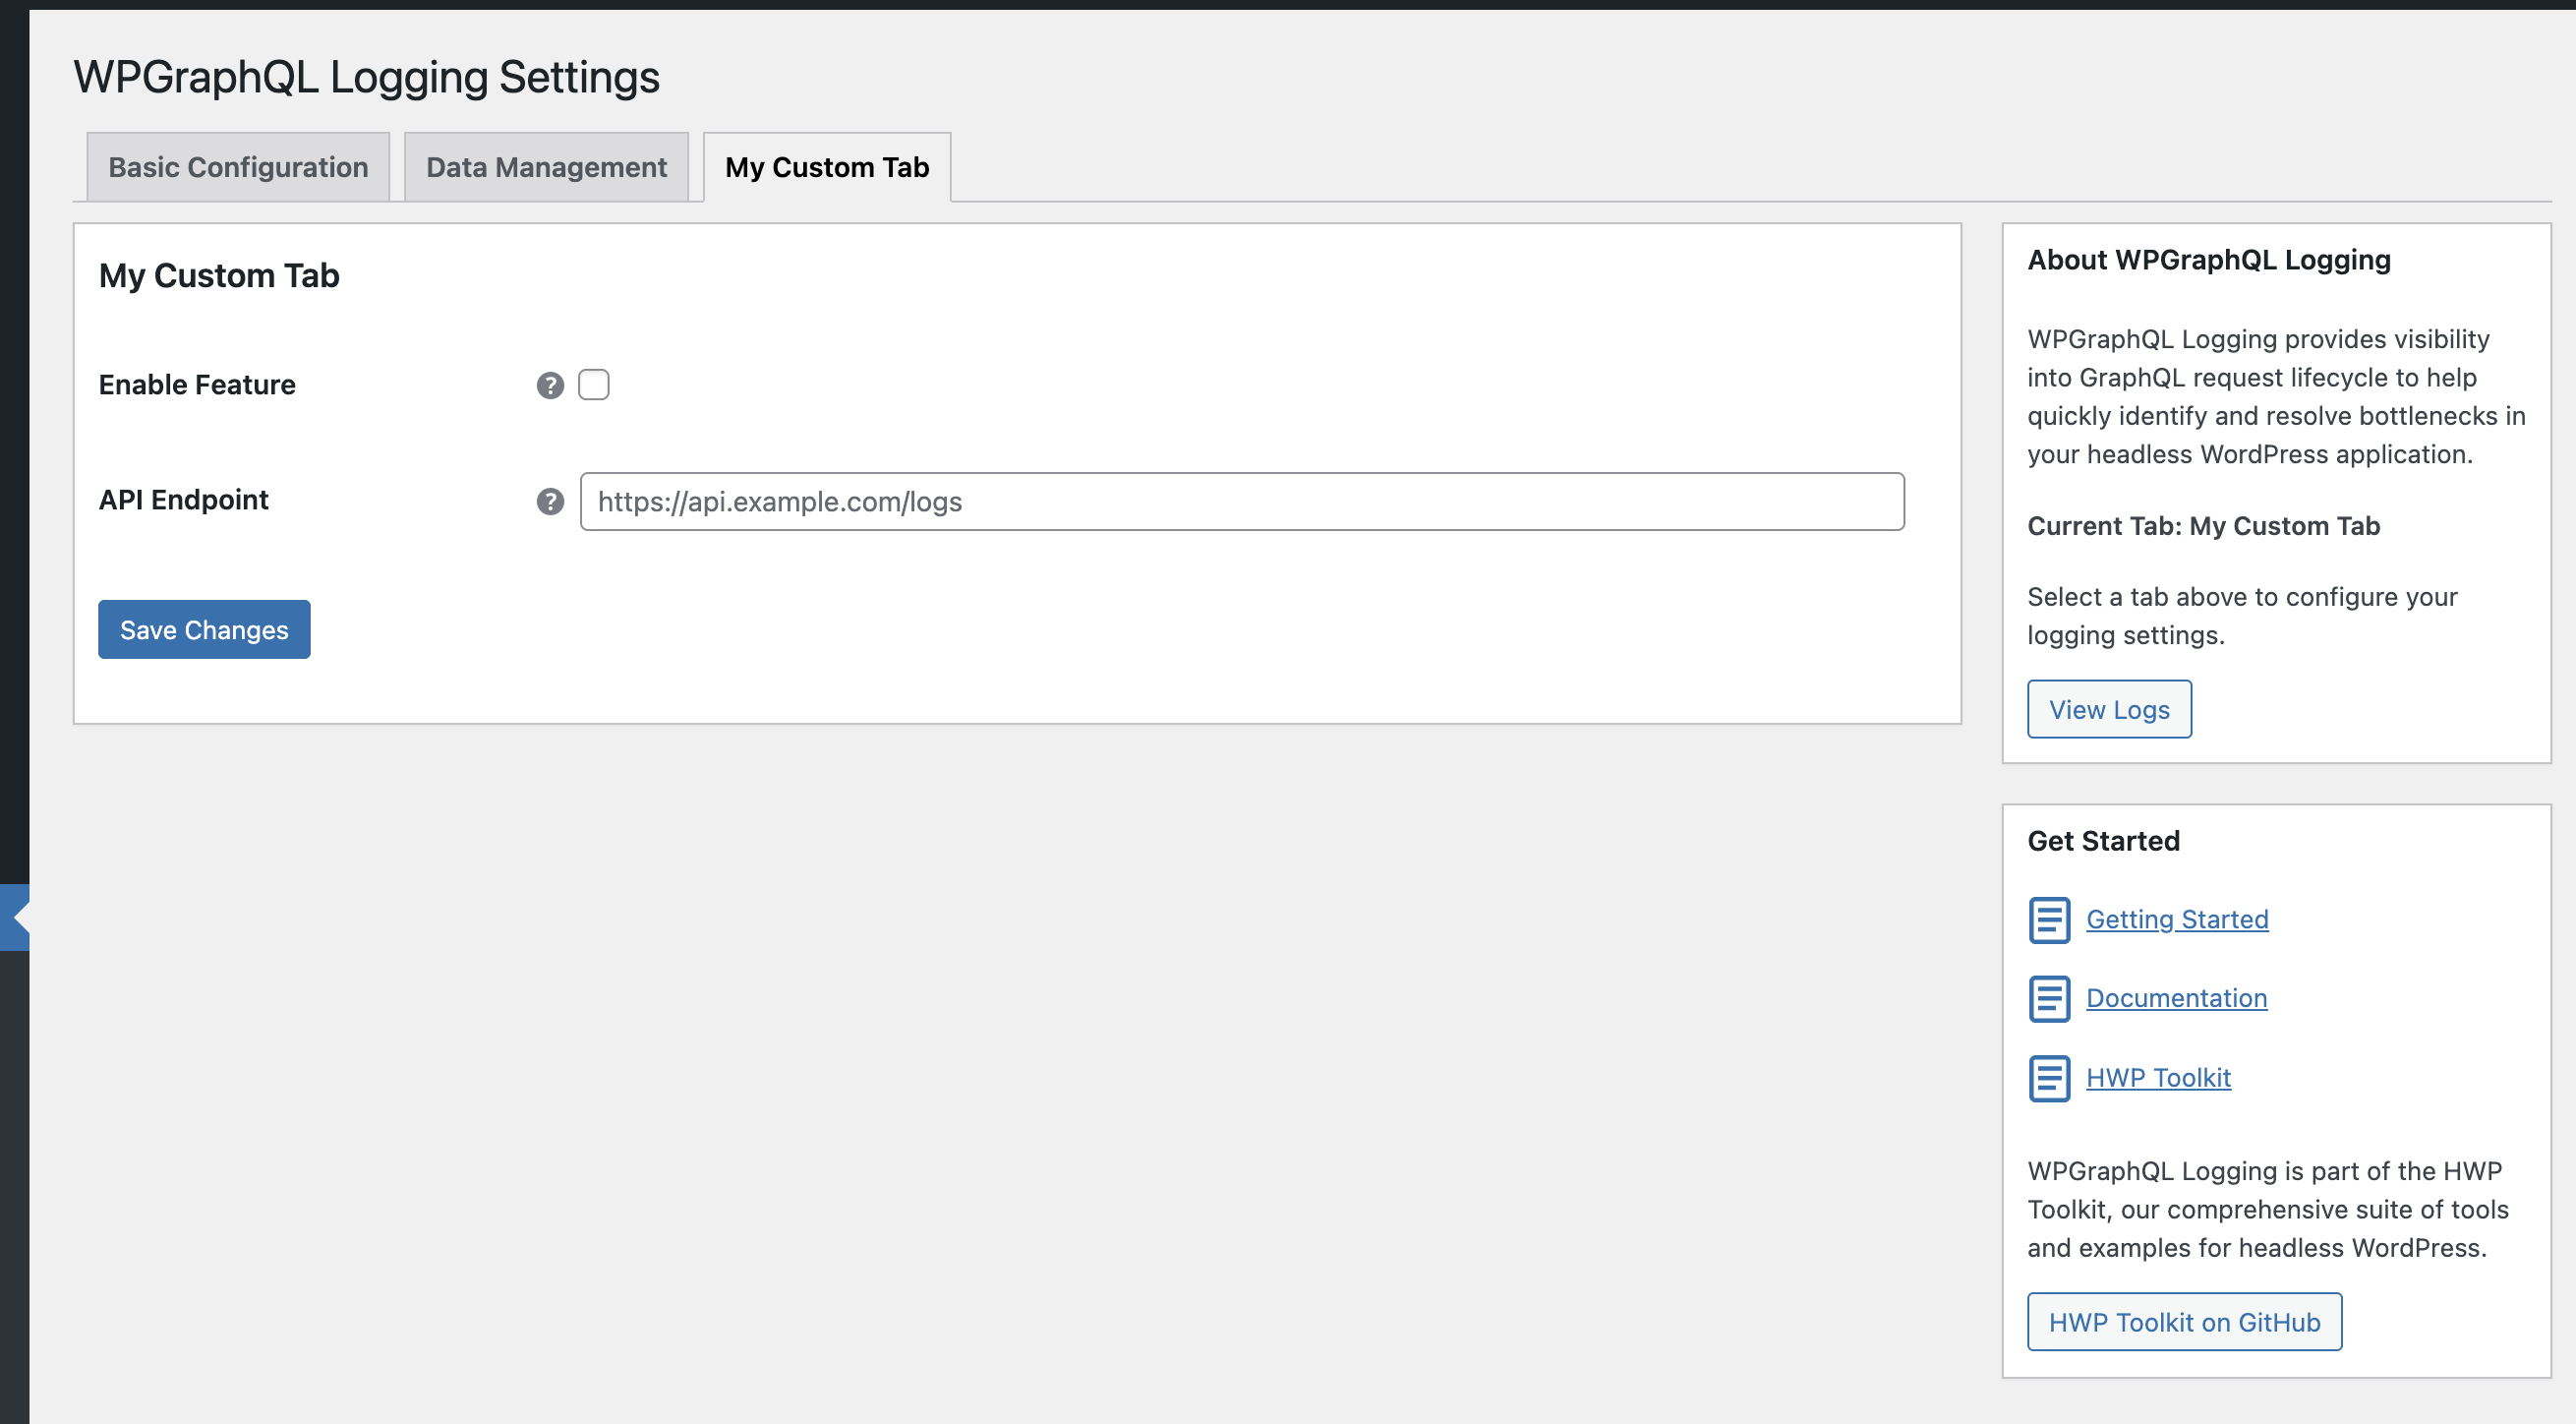 WPGraphQL Logging Settings
Basic Configuration
Data Management
My Custom Tab
My Custom Tab
Enable Feature
?
API Endpoint
?
https://api.example.com/logs
Save Changes
About WPGraphQL Logging
WPGraphQL Logging provides visibility
into GraphQL request lifecycle to help
quickly identify and resolve bottlenecks in
your headless WordPress application.
Current Tab: My Custom Tab
Select a tab above to configure your
logging settings.
View Logs
Get Started
Getting Started
Documentation
HWP Toolkit
WPGraphQL Logging is part of the HWP
Toolkit, our comprehensive suite of tools
and examples for headless WordPress.
HWP Toolkit on GitHub